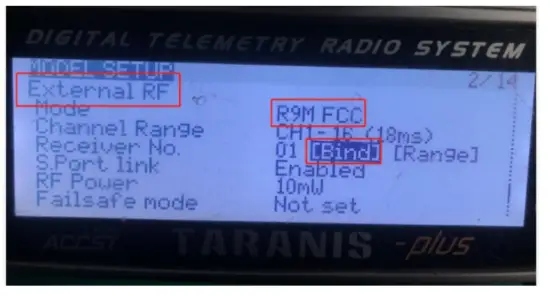 DIGITAL TELEMETRY RADIO SYSTEM
MODEL SETUP 2/14
External RF
Mode R9M FCC
Channel Range CH1-16 (18ms)
Receiver No. 01 [Bind] [Range]
S.Port link Enabled
RF Power 10mW
Failsafe mode Not set
ACCST TARANIS -plus